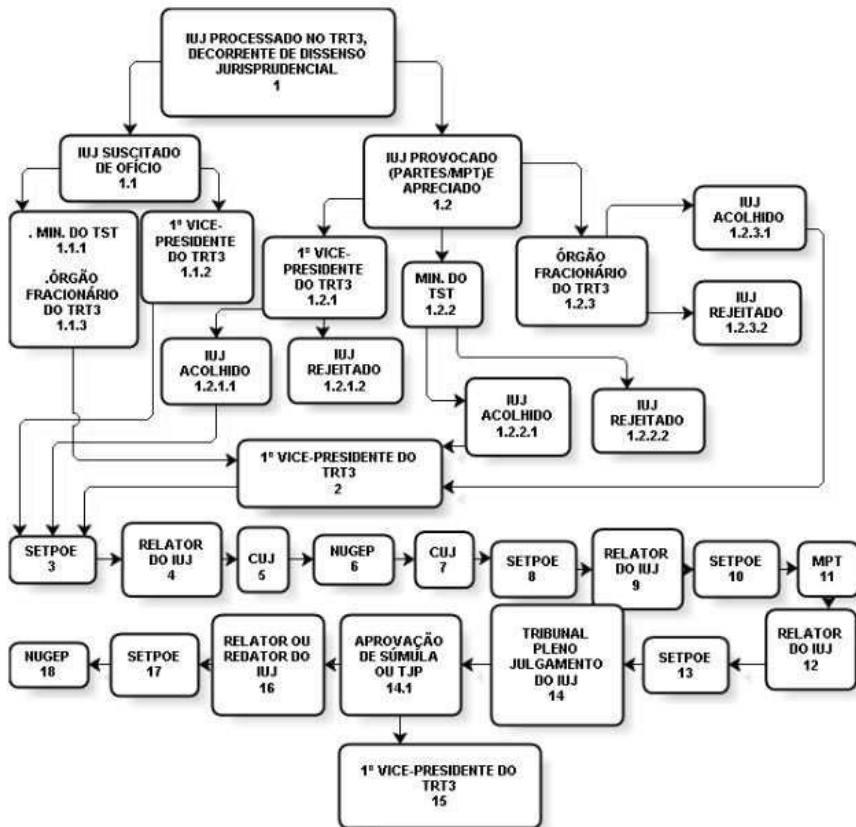 IUJ PROCESSADO NO TRT3,
DECORRENTE DE DISSENSO
JURISPRUDENCIAL
1
IUJ SUSCITADO
DE OFÍCIO
1.1
IUJ PROVOCADO
(PARTES/MPT)E
APRECIADO
1.2
. MIN. DO TST
1.1.1
.ÓRGÃO
FRACIONÁRIO
DO TRT3
1.1.3
1º VICE-
PRESIDENTE
DO TRT3
1.1.2
1º VICE-
PRESIDENTE
DO TRT3
1.2.1
MIN. DO
TST
1.2.2
ÓRGÃO
FRACIONÁRIO
DO TRT3
1.2.3
IUJ
ACOLHIDO
1.2.3.1
IUJ
REJEITADO
1.2.3.2
IUJ
ACOLHIDO
1.2.1.1
IUJ
REJEITADO
1.2.1.2
IUJ
ACOLHIDO
1.2.2.1
IUJ
REJEITADO
1.2.2.2
1º VICE-PRESIDENTE DO
TRT3
2
SETPOE
3
RELATOR
DO IUJ
4
CUJ
5
NUGEP
6
CUJ
7
SETPOE
8
RELATOR
DO IUJ
9
SETPOE
10
MPT
11
RELATOR
DO IUJ
12
SETPOE
13
TRIBUNAL
PLENO
JULGAMENTO
DO IUJ
14
APROVAÇÃO
DE SÚMULA
OU TJP
14.1
RELATOR OU
REDATOR DO
IUJ
16
SETPOE
17
NUGEP
18
1º VICE-PRESIDENTE DO
TRT3
15